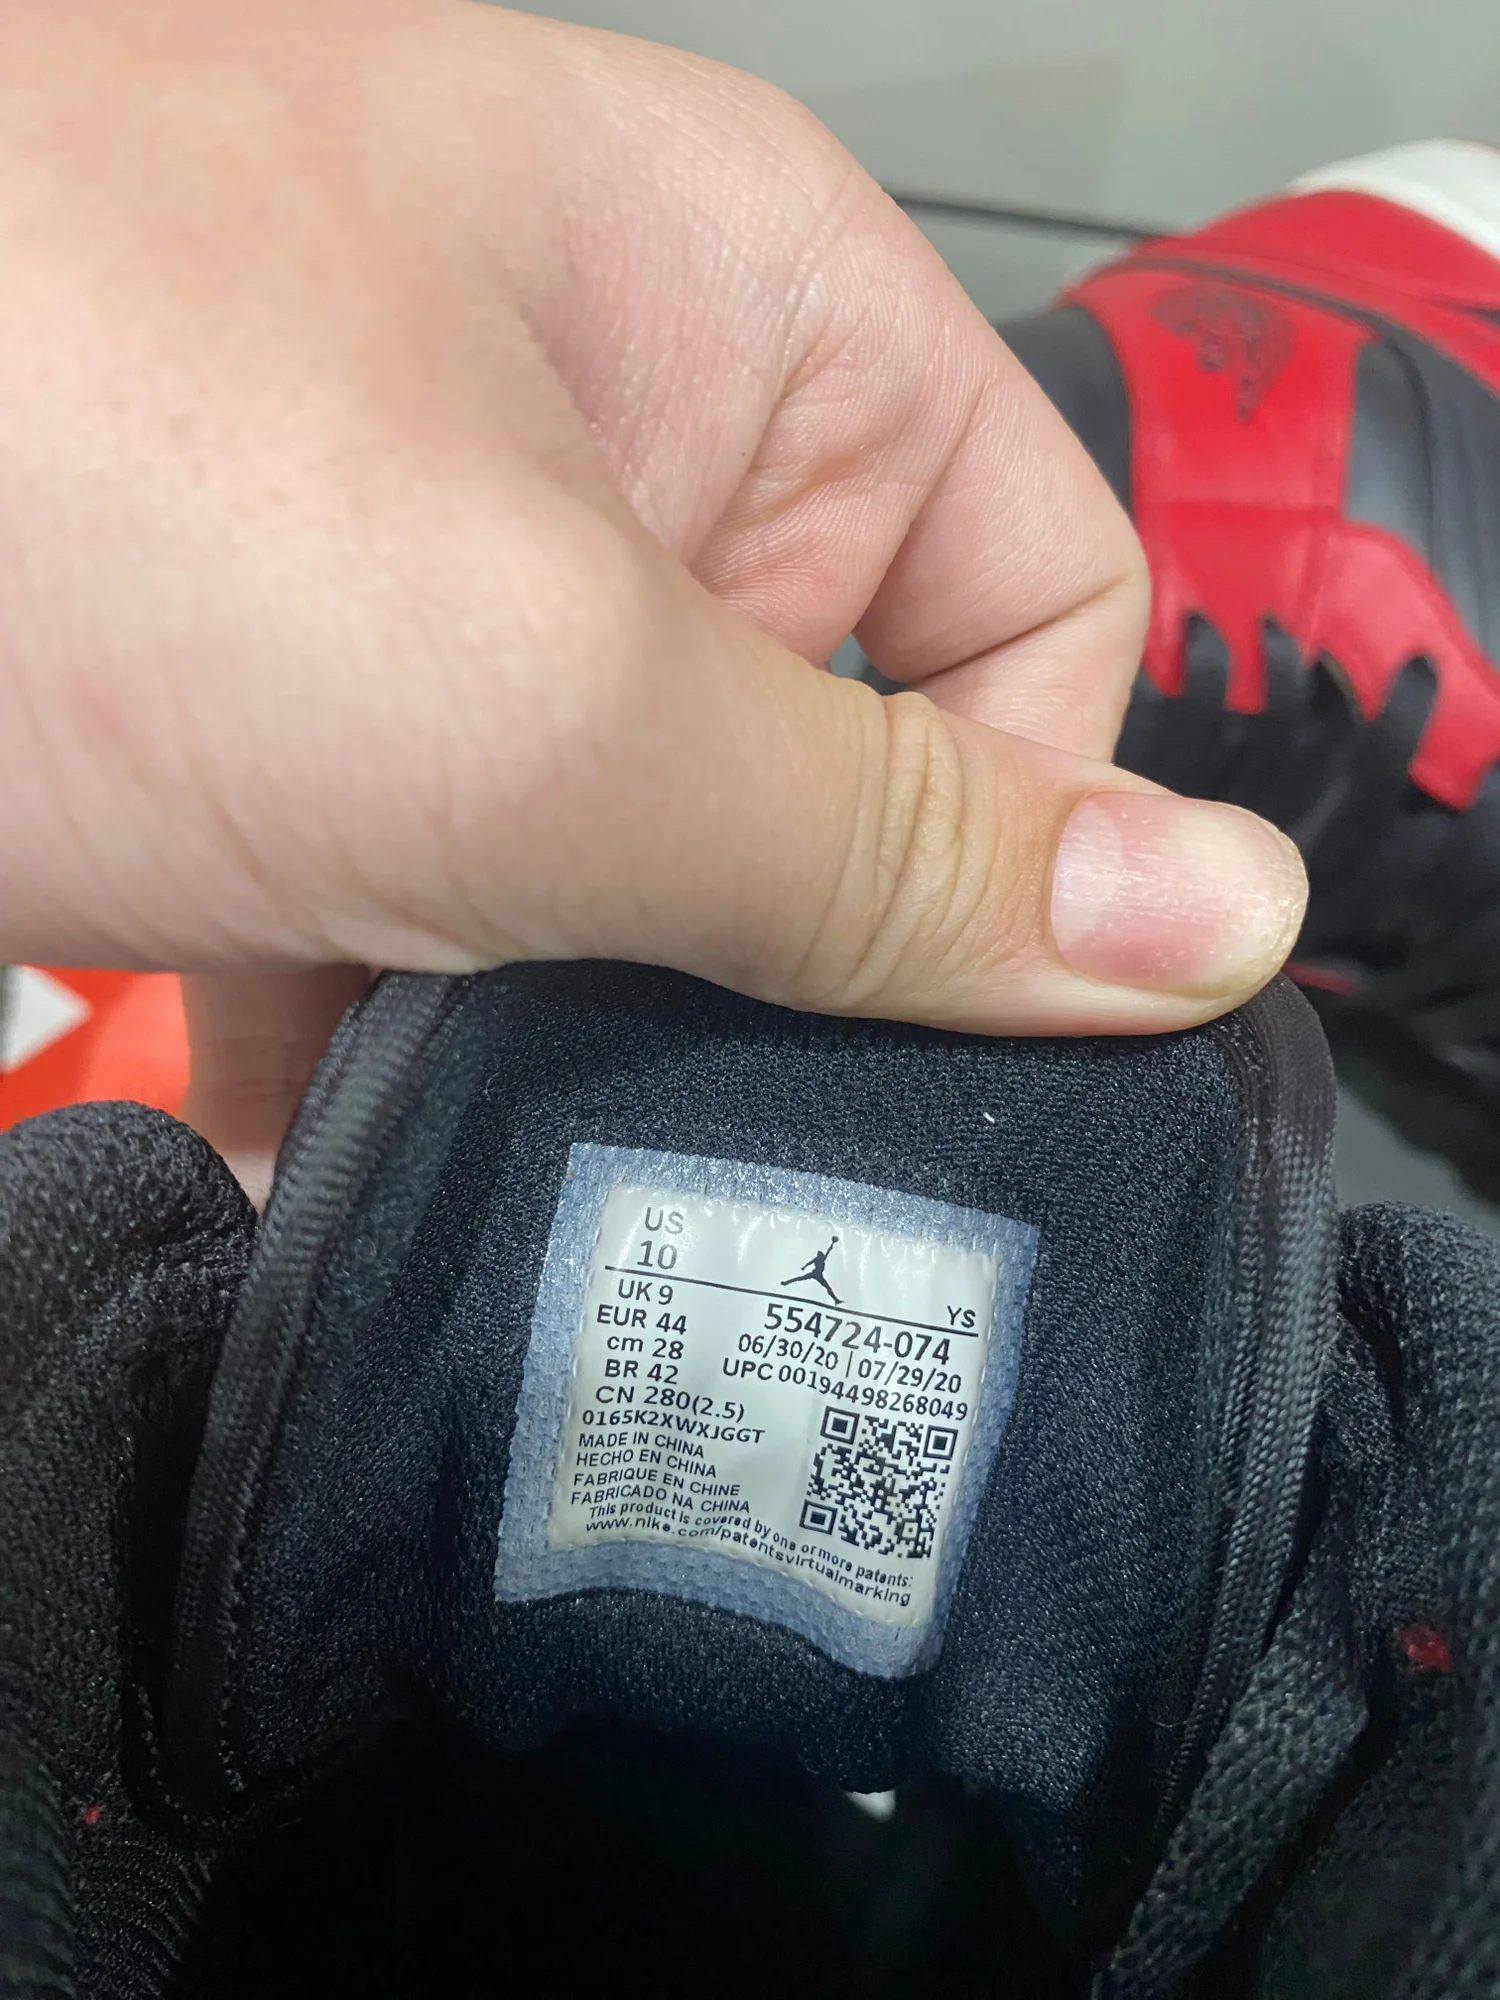 US
10
YS
UK 9
EUR 44
cm 28
BR 42
CN 280(2.5)
0165K2XWXJGGT
554724-074
06/30/20 | 07/29/20
UPC 00194498268049
MADE IN CHINA
HECHO EN CHINA
FABRIQUE EN CHINE
FABRICADO NA CHINA
This product is covered by one or more patents:
www.nike.com/patentsvirtualmarking